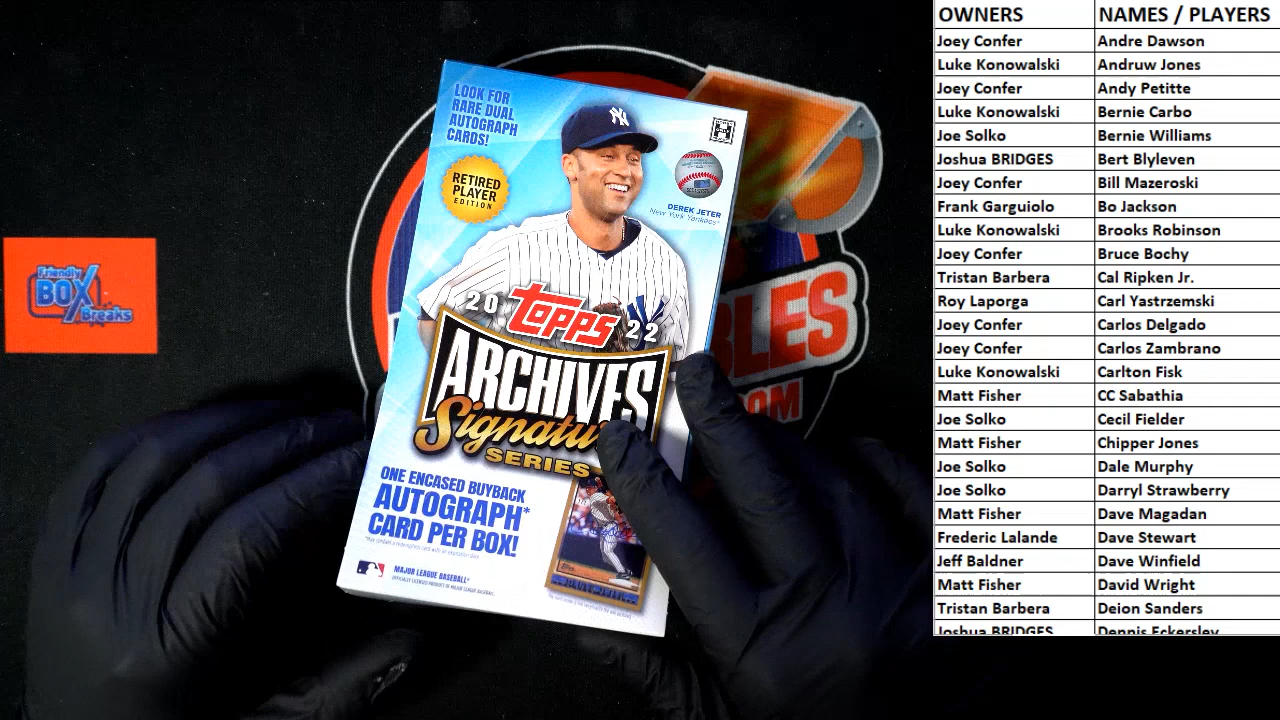 LOOK FOR
RARE DUAL
AUTOGRAPH
CARDS!
RETIRED
PLAYER
EDITION
DEREK JETER
New York Yankees®
20 Topps 22
ARCHIVES
Signatu
SERIES
ONE ENCASED BUYBACK
AUTOGRAPH*
CARD PER BOX!
MAJOR LEAGUE BASEBALL®
Friendly
BOX
Breaks
BLES
OM
OWNERS NAMES / PLAYERS
Joey Confer Andre Dawson
Luke Konowalski Andruw Jones
Joey Confer Andy Petitte
Luke Konowalski Bernie Carbo
Joe Solko Bernie Williams
Joshua BRIDGES Bert Blyleven
Joey Confer Bill Mazeroski
Frank Garguiolo Bo Jackson
Luke Konowalski Brooks Robinson
Joey Confer Bruce Bochy
Tristan Barbera Cal Ripken Jr.
Roy Laporga Carl Yastrzemski
Joey Confer Carlos Delgado
Joey Confer Carlos Zambrano
Luke Konowalski Carlton Fisk
Matt Fisher CC Sabathia
Joe Solko Cecil Fielder
Matt Fisher Chipper Jones
Joe Solko Dale Murphy
Joe Solko Darryl Strawberry
Matt Fisher Dave Magadan
Frederic Lalande Dave Stewart
Jeff Baldner Dave Winfield
Matt Fisher David Wright
Tristan Barbera Deion Sanders
Joshua BRIDGES Dennis Eckersley